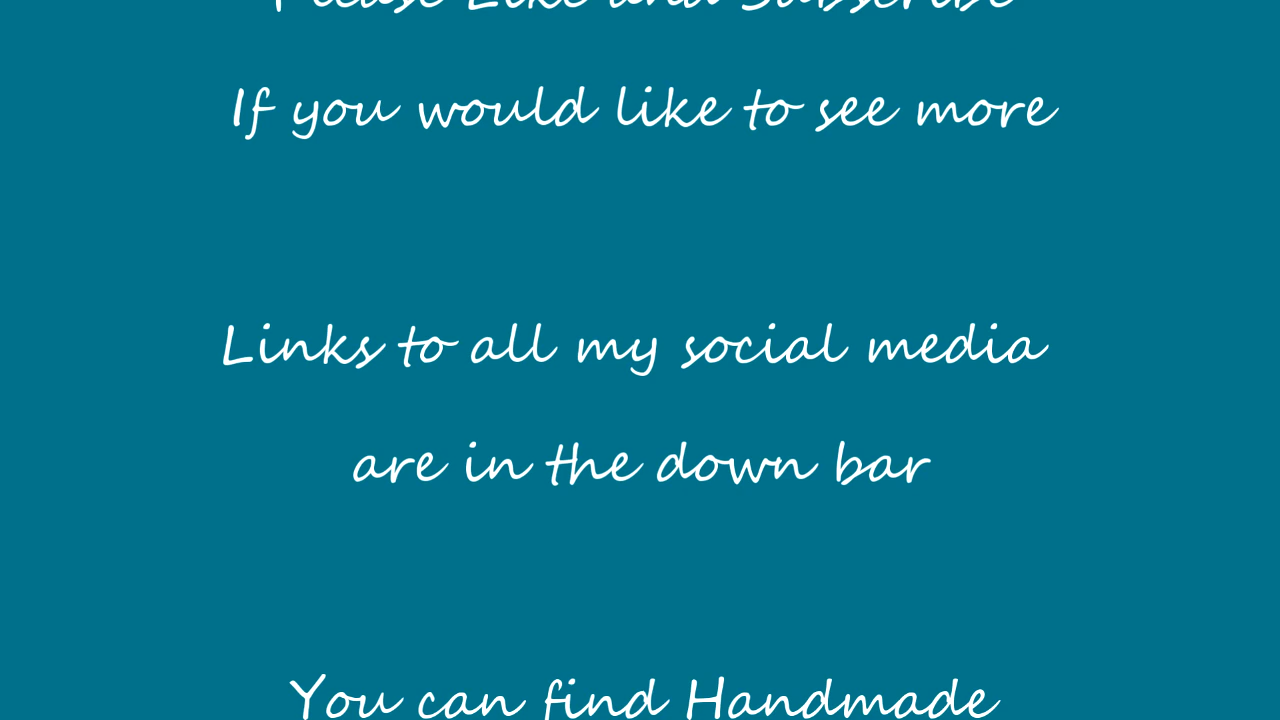 Please Like and Subscribe
If you would like to see more
Links to all my social media
are in the down bar
You can find Handmade